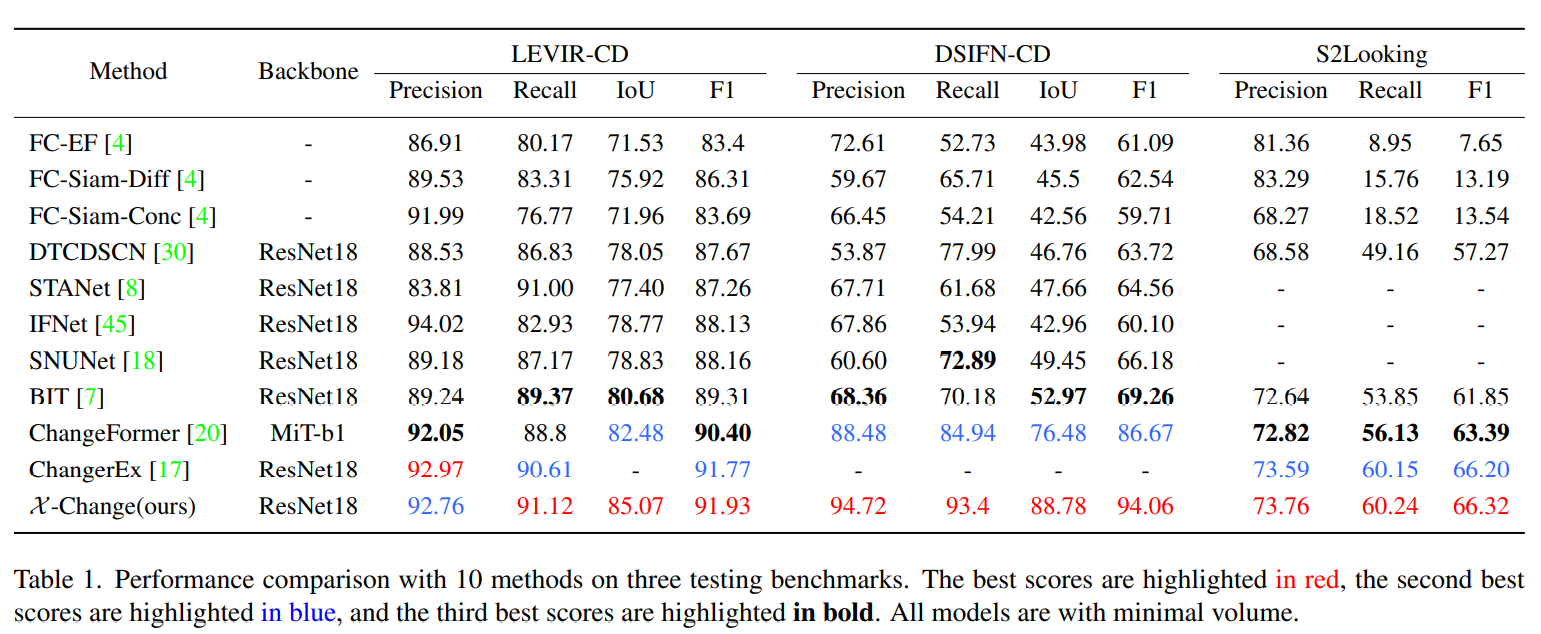 Method Backbone LEVIR-CD DSIFN-CD S2Looking
Precision Recall IoU F1 Precision Recall IoU F1 Precision Recall F1
FC-EF [4] - 86.91 80.17 71.53 83.4 72.61 52.73 43.98 61.09 81.36 8.95 7.65
FC-Siam-Diff [4] - 89.53 83.31 75.92 86.31 59.67 65.71 45.5 62.54 83.29 15.76 13.19
FC-Siam-Conc [4] - 91.99 76.77 71.96 83.69 66.45 54.21 42.56 59.71 68.27 18.52 13.54
DTCDSCN [30] ResNet18 88.53 86.83 78.05 87.67 53.87 77.99 46.76 63.72 68.58 49.16 57.27
STANet [8] ResNet18 83.81 91.00 77.40 87.26 67.71 61.68 47.66 64.56 - - -
IFNet [45] ResNet18 94.02 82.93 78.77 88.13 67.86 53.94 42.96 60.10 - - -
SNUNet [18] ResNet18 89.18 87.17 78.83 88.16 60.60 72.89 49.45 66.18 - - -
BIT [7] ResNet18 89.24 89.37 80.68 89.31 68.36 70.18 52.97 69.26 72.64 53.85 61.85
ChangeFormer [20] MiT-b1 92.05 88.8 82.48 90.40 88.48 84.94 76.48 86.67 72.82 56.13 63.39
ChangerEx [17] ResNet18 92.97 90.61 - 91.77 - - - - 73.59 60.15 66.20
𝒳-Change(ours) ResNet18 92.76 91.12 85.07 91.93 94.72 93.4 88.78 94.06 73.76 60.24 66.32
Table 1. Performance comparison with 10 methods on three testing benchmarks. The best scores are highlighted in red, the second best
scores are highlighted in blue, and the third best scores are highlighted in bold. All models are with minimal volume.